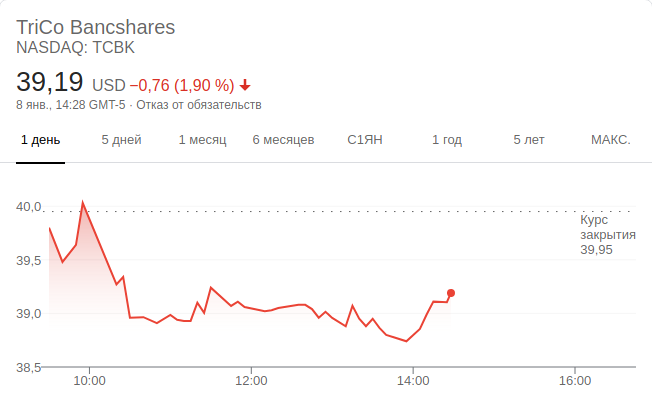 TriCo Bancshares
NASDAQ: TCBK
39,19 USD −0,76 (1,90 %)
8 янв., 14:28 GMT-5 · Отказ от обязательств
1 день 5 дней 1 месяц 6 месяцев С1ЯН 1 год 5 лет МАКС.
40,0
Курс
закрытия
39,95
39,5
39,0
38,5
10:00 12:00 14:00 16:00